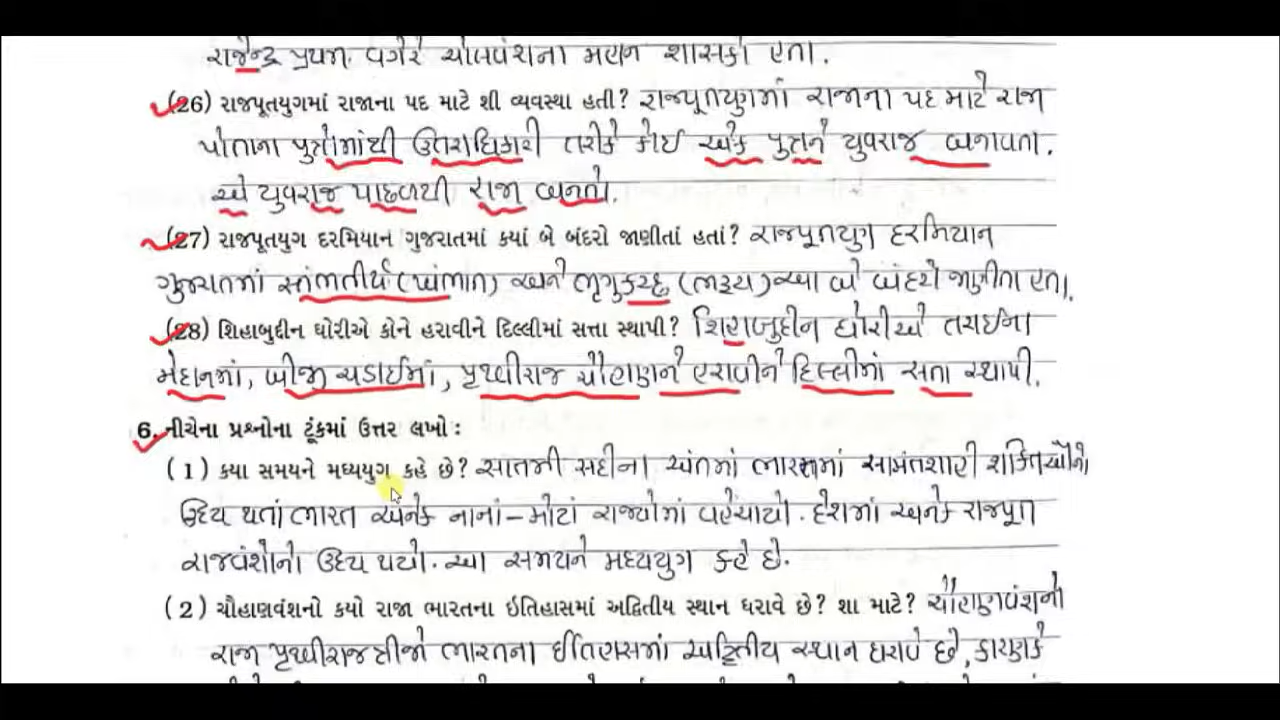 રાજેન્દ્ર પ્રથમ વગેરે ચોલવંશના મહાન શાસકો હતા.
(26) રાજપૂતયુગમાં રાજાના પદ માટે શી વ્યવસ્થા હતી? રાજપૂતયુગમાં રાજાના પદ માટે રાજા
પોતાના પુત્રોમાંથી ઉત્તરાધિકારી તરીકે કોઈ એક પુત્રને યુવરાજ બનાવતા.
એ યુવરાજ પાછળથી રાજા બનતો.
(27) રાજપૂતયુગ દરમિયાન ગુજરાતમાં કયાં બે બંદરો જાણીતાં હતાં? રાજપૂતયુગ દરમિયાન
ગુજરાતમાં સ્તંભતીર્થ (ખંભાત) અને ભૃગુકચ્છ (ભરૂચ) આ બે બંદરો જાણીતા હતા.
(28) શિહાબુદ્દીન ઘોરીએ કોને હરાવીને દિલ્લીમાં સત્તા સ્થાપી? શિહાબુદ્દીન ઘોરીએ તરાઈના
મેદાનમાં, બીજી ચડાઈમાં, પૃથ્વીરાજ ચૌહાણને હરાવીને દિલ્લીમાં સત્તા સ્થાપી.
6. નીચેના પ્રશ્નોના ટૂંકમાં ઉત્તર લખો :
(1) કયા સમયને મધ્યયુગ કહે છે? સાતમી સદીના અંતમાં ભારતમાં સામંતશાહી શક્તિઓનો
ઉદય થતાં ભારત અનેક નાનાં-મોટાં રાજ્યોમાં વહેંચાયો. દેશમાં અનેક રાજપૂત
રાજવંશોનો ઉદય થયો. આ સમયને મધ્યયુગ કહે છે.
(2) ચૌહાણવંશનો કયો રાજા ભારતના ઇતિહાસમાં અદ્વિતીય સ્થાન ધરાવે છે? શા માટે? ચૌહાણવંશનો
રાજા પૃથ્વીરાજ ત્રીજો ભારતના ઈતિહાસમાં અદ્વિતીય સ્થાન ધરાવે છે, કારણકે